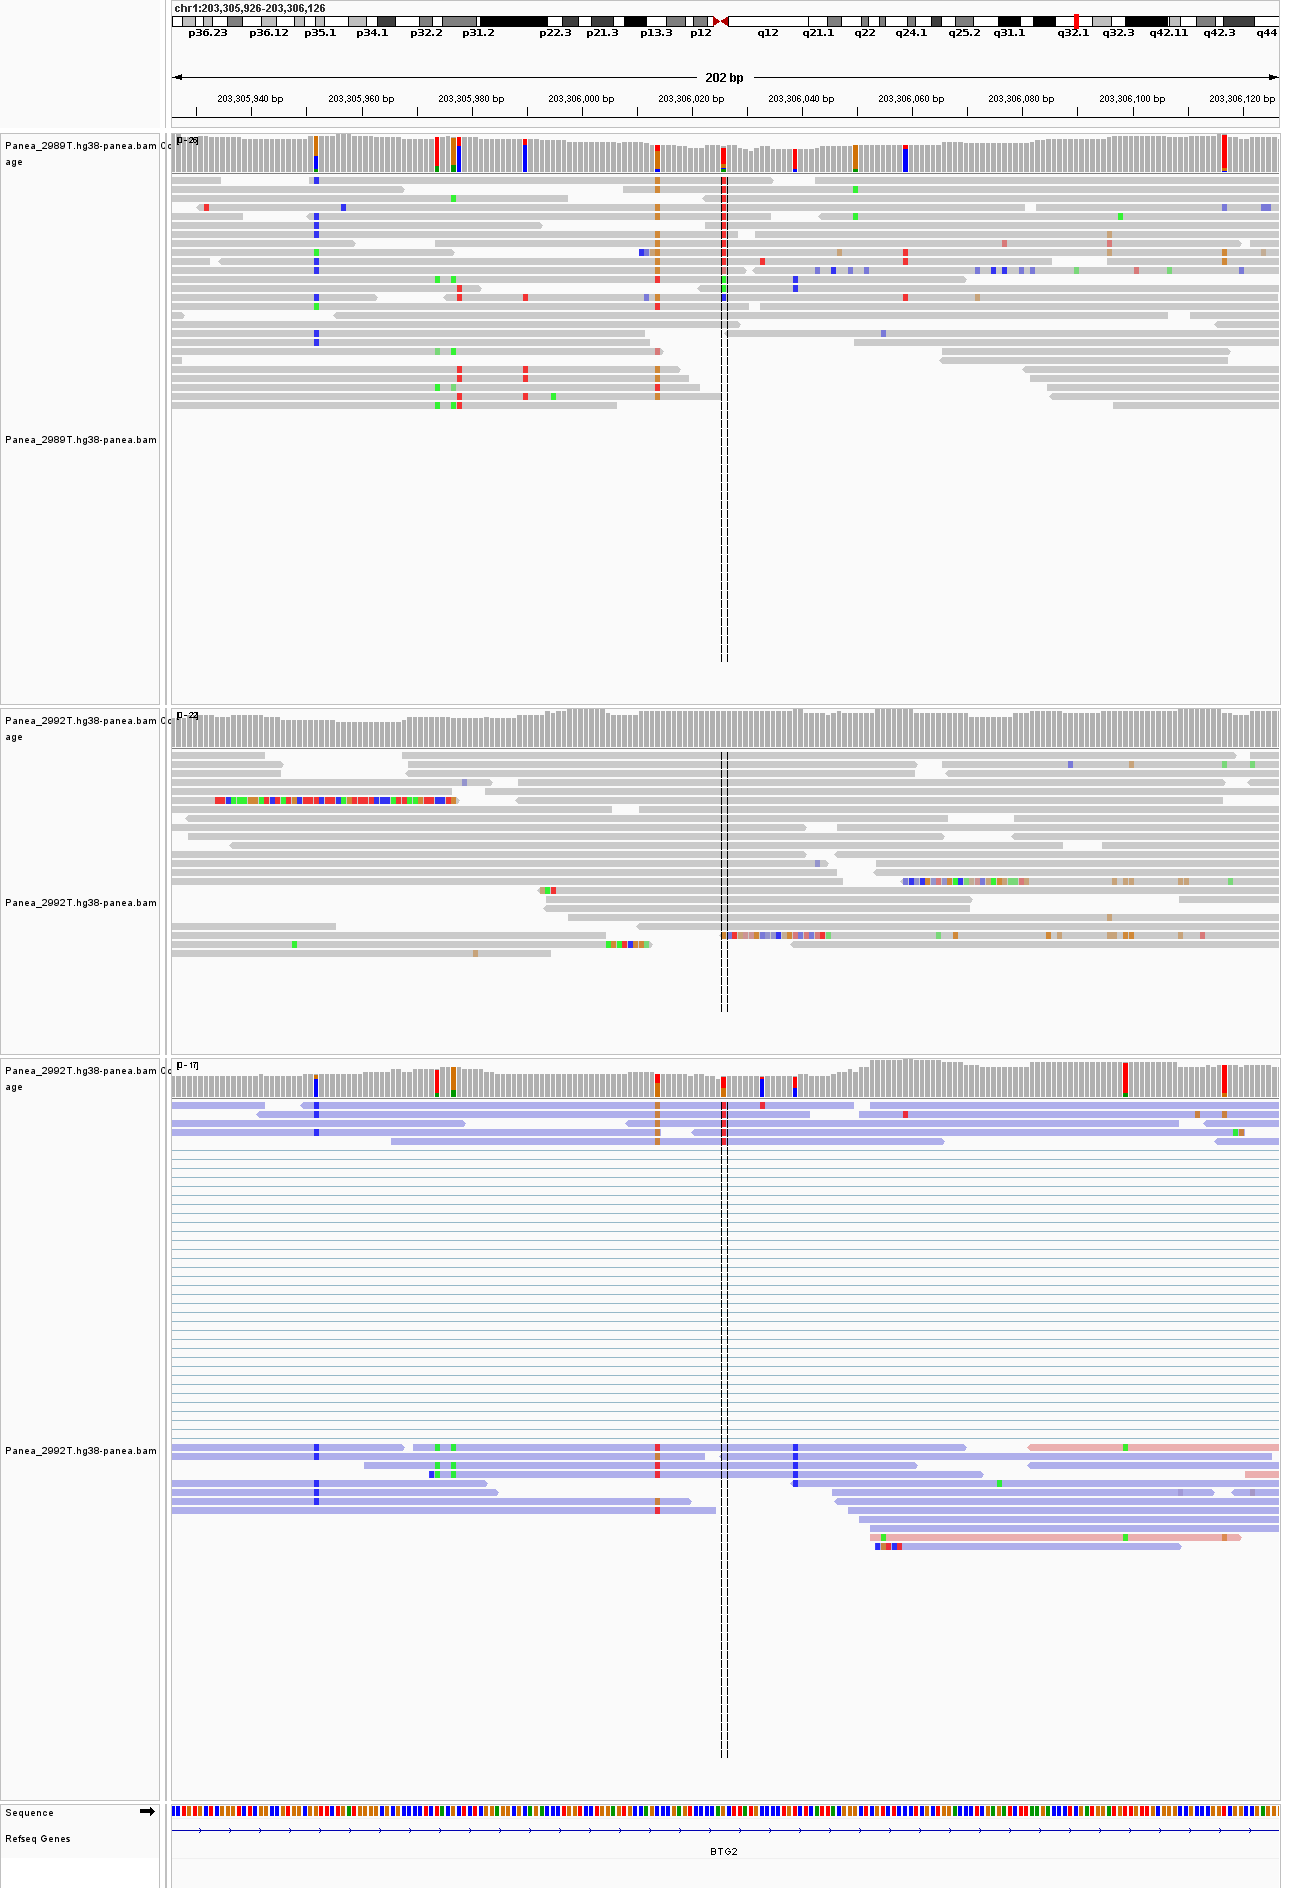 chr1:203,305,926-203,306,126
p36.23 p36.12 p35.1 p34.1 p32.2 p31.2 p22.3 p21.3 p13.3 p12 q12 q21.1 q22 q24.1 q25.2 q31.1 q32.1 q32.3 q42.11 q42.3 q44
202 bp
203,305,940 bp 203,305,960 bp 203,305,980 bp 203,306,000 bp 203,306,020 bp 203,306,040 bp 203,306,060 bp 203,306,080 bp 203,306,100 bp 203,306,120 bp
[0 - 26]
Panea_2989T.hg38-panea.bam Co
age
Panea_2989T.hg38-panea.bam
[0 - 22]
Panea_2992T.hg38-panea.bam Co
age
Panea_2992T.hg38-panea.bam
[0 - 17]
Panea_2992T.hg38-panea.bam Co
age
Panea_2992T.hg38-panea.bam
Sequence
Refseq Genes
BTG2